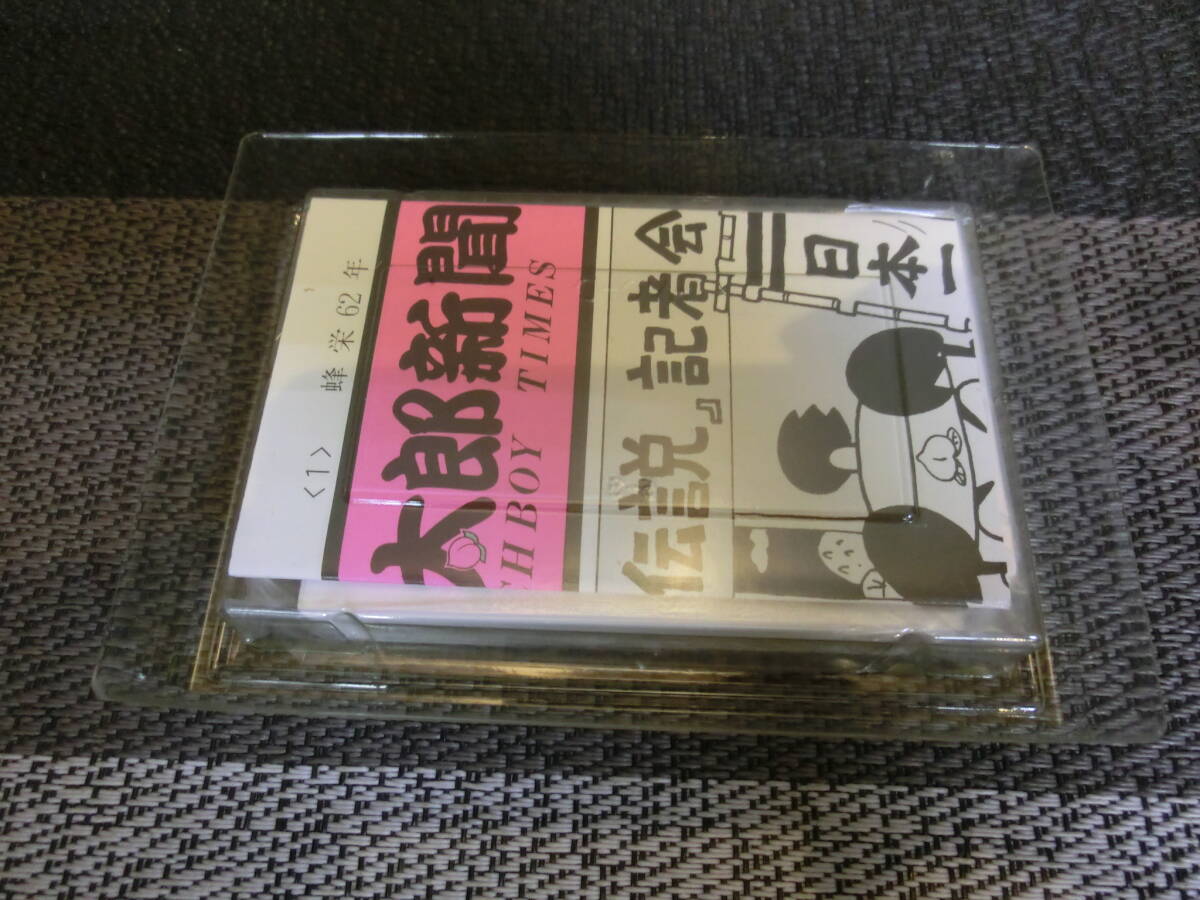 <1>
蜂栄62年
太郎新聞
CHBOY TIMES
伝説』記者会
日本一